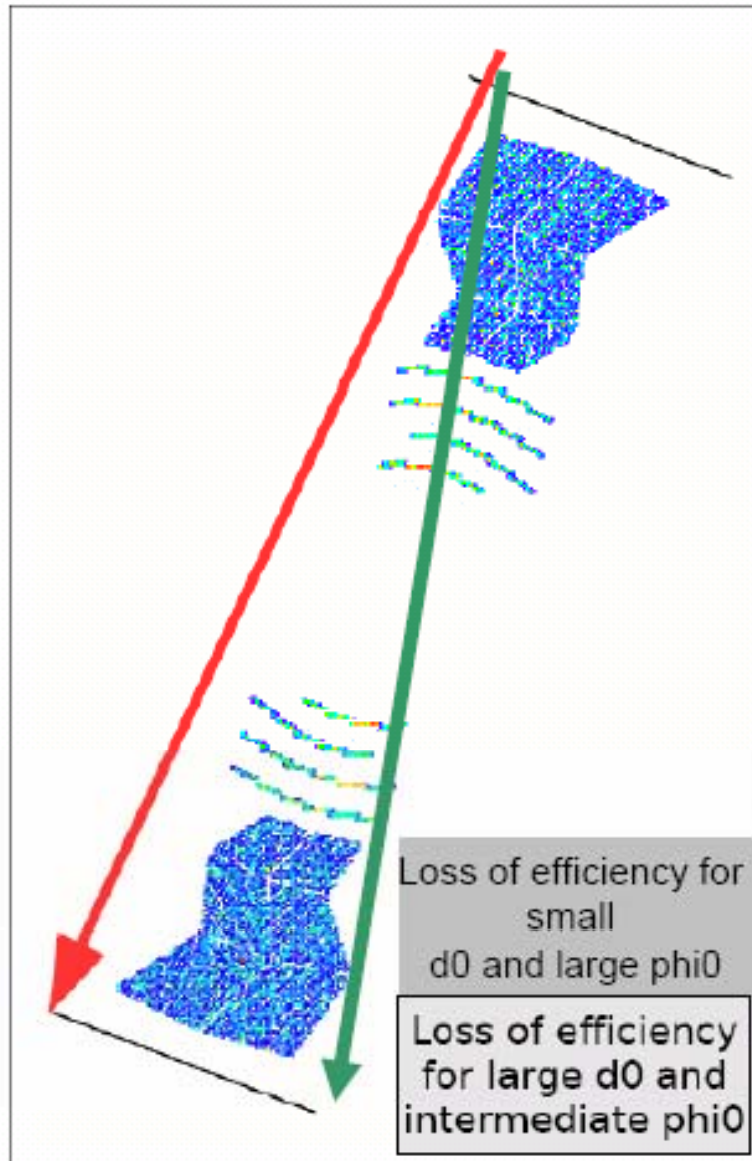 Loss of efficiency for
small
d0 and large phi0
Loss of efficiency
for large d0 and
intermediate phi0